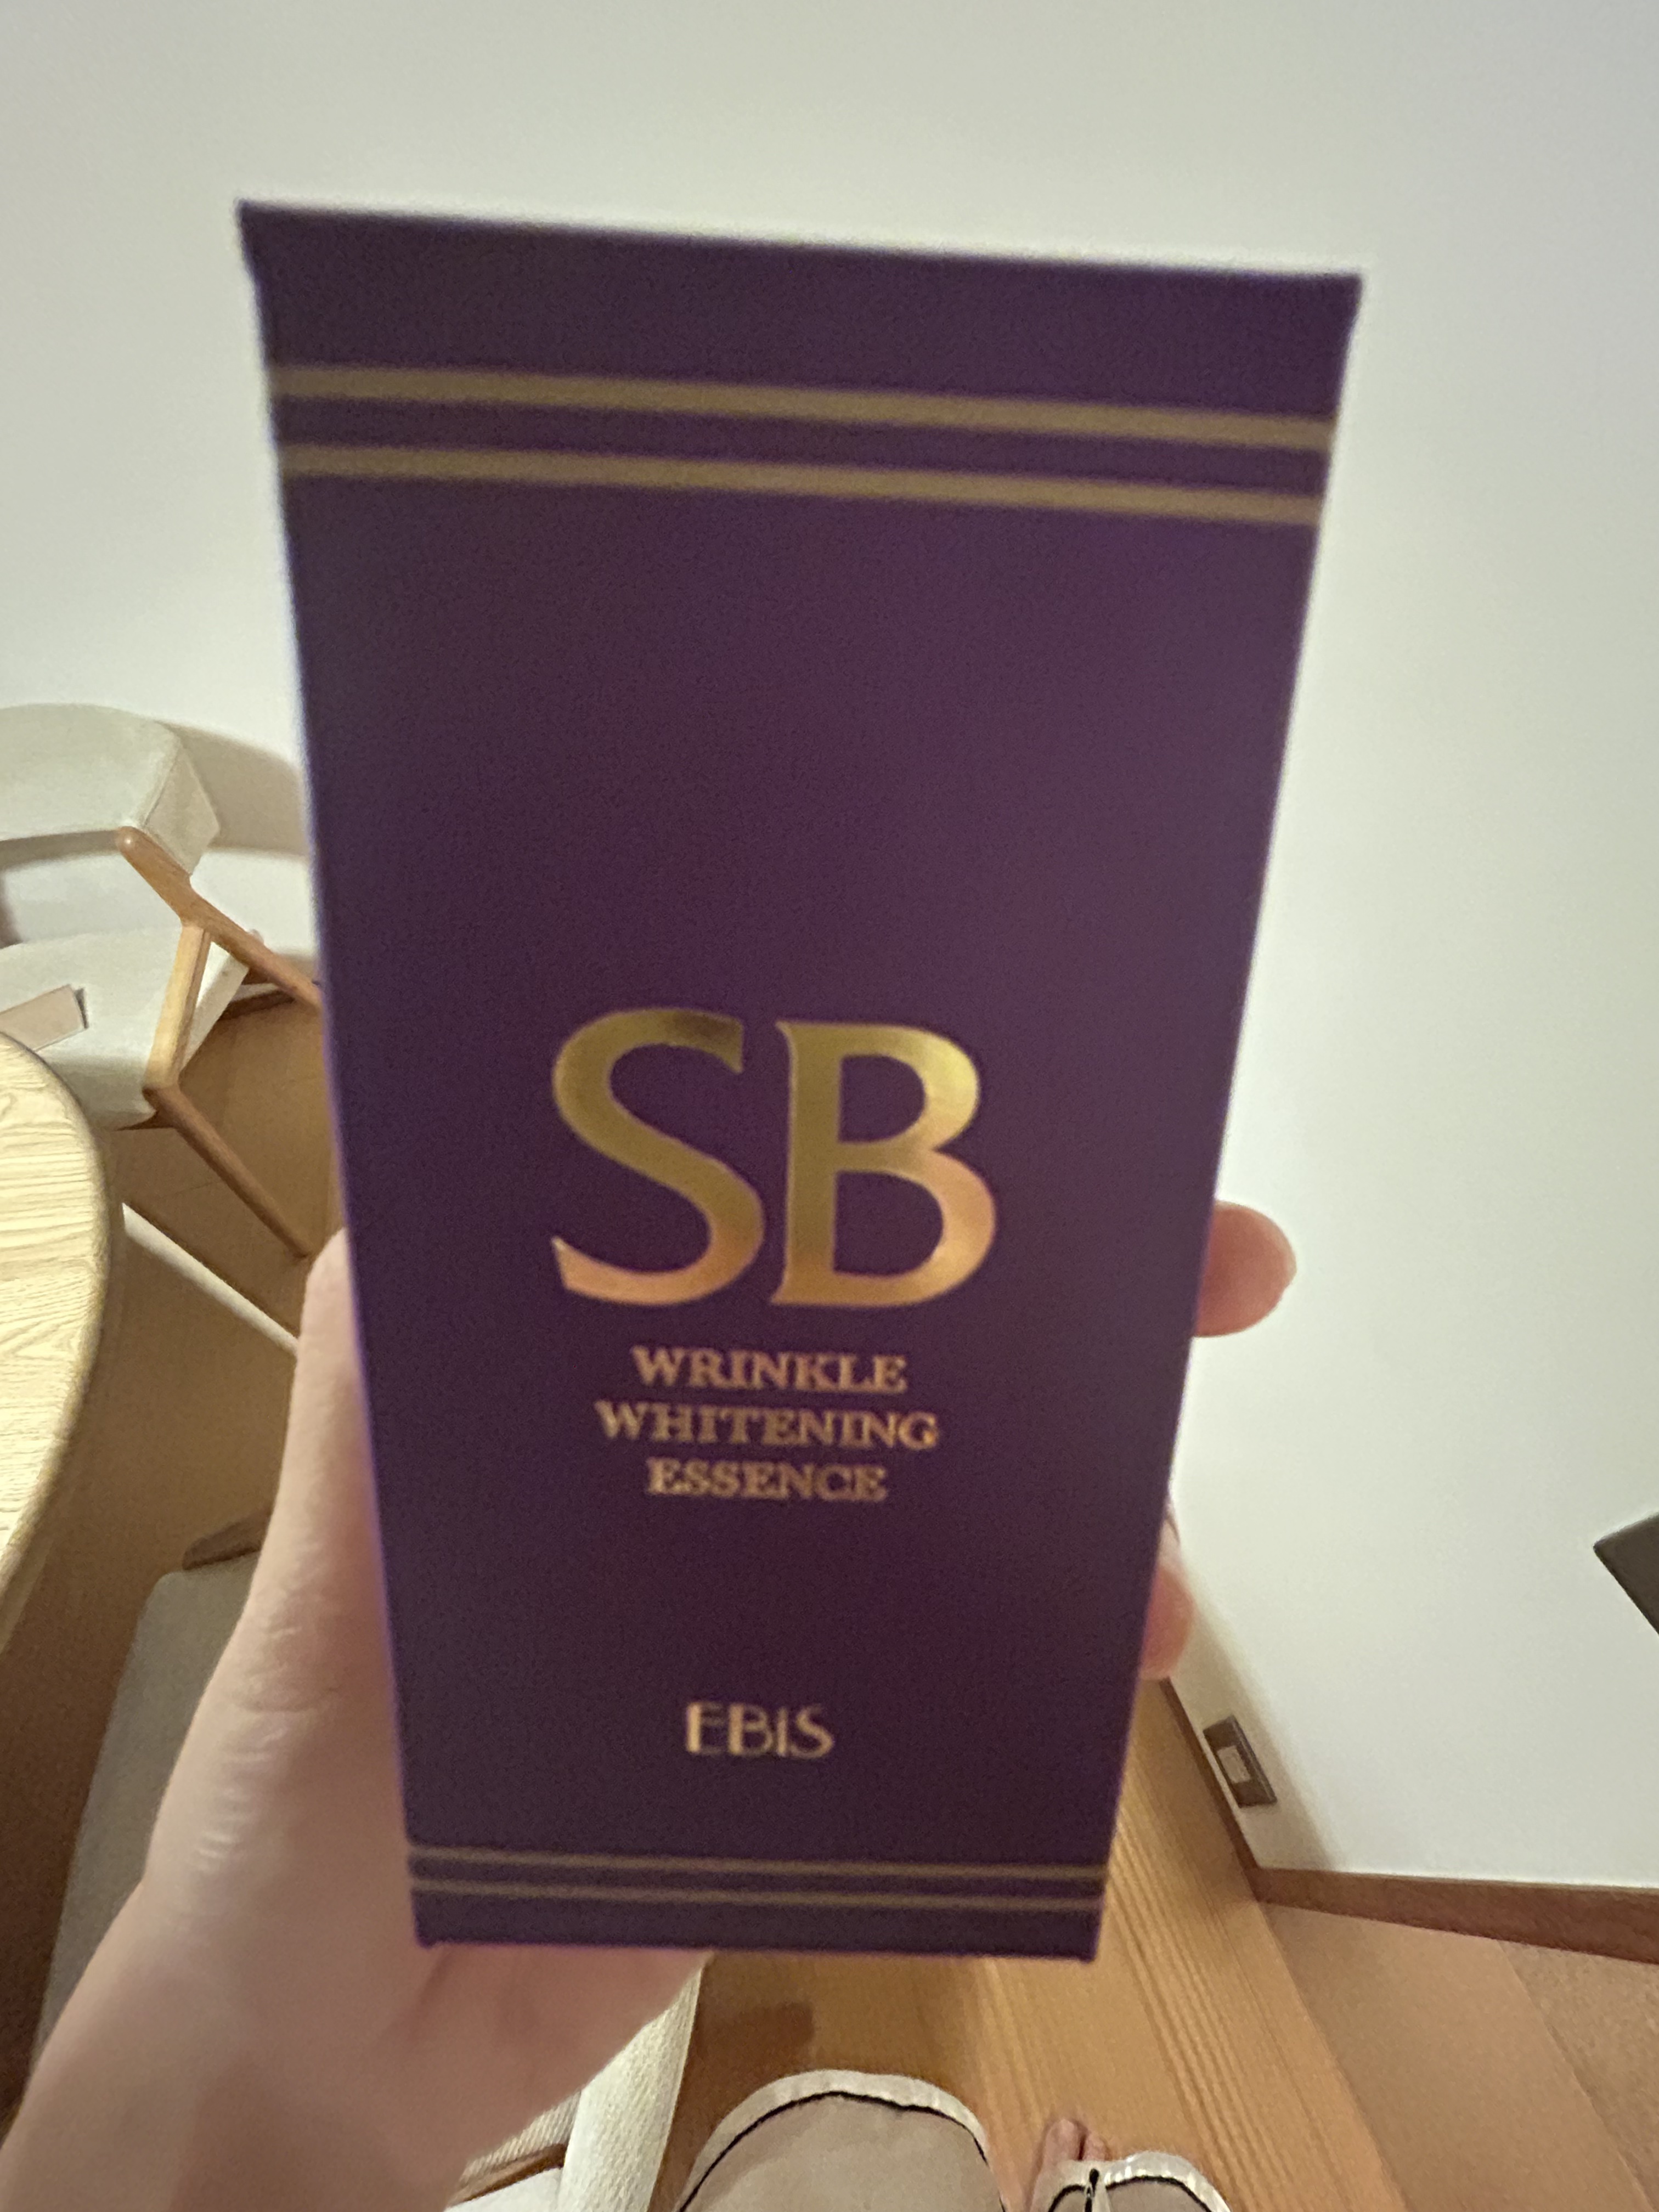 SB
WRINKLE
WHITENING
ESSENCE
EBiS